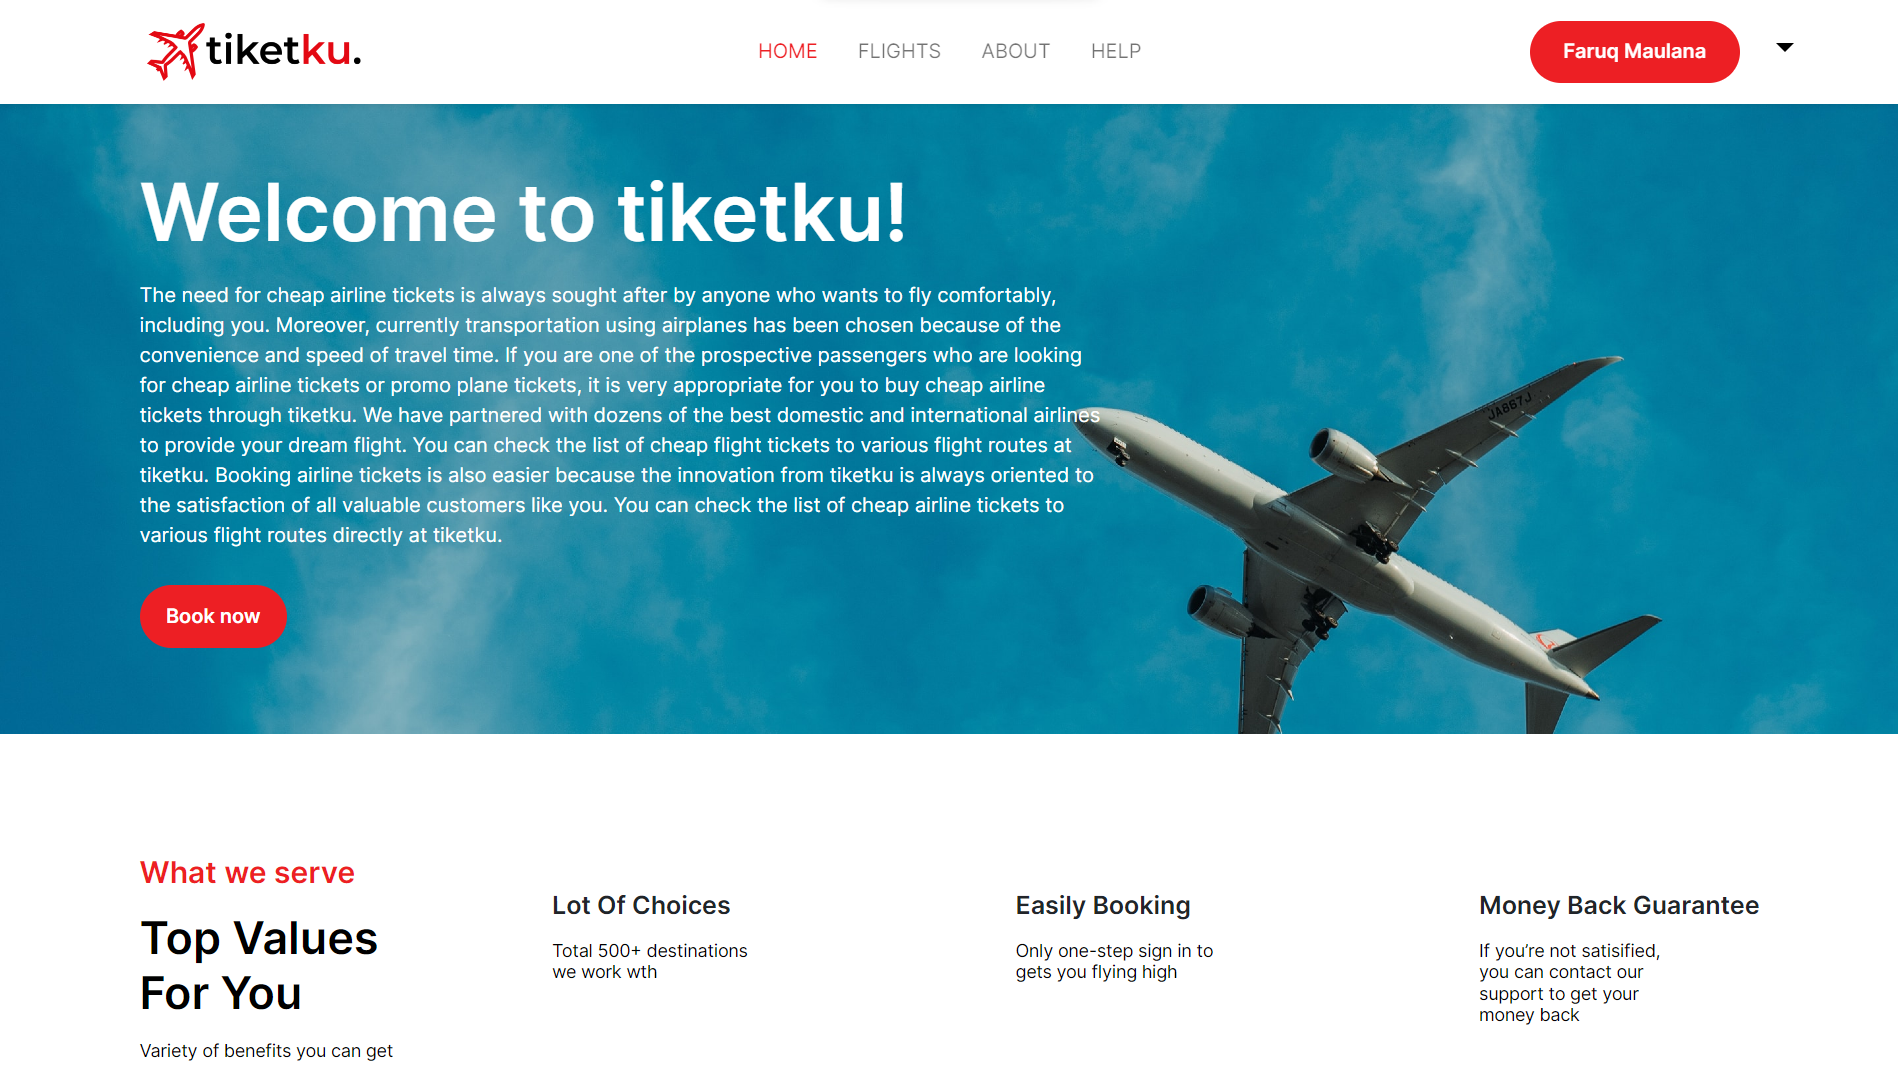 tiketku.
HOME
FLIGHTS
ABOUT
HELP
Faruq Maulana
Welcome to tiketku!
The need for cheap airline tickets is always sought after by anyone who wants to fly comfortably,
including you. Moreover, currently transportation using airplanes has been chosen because of the
convenience and speed of travel time. If you are one of the prospective passengers who are looking
for cheap airline tickets or promo plane tickets, it is very appropriate for you to buy cheap airline
tickets through tiketku. We have partnered with dozens of the best domestic and international airlines
to provide your dream flight. You can check the list of cheap flight tickets to various flight routes at
tiketku. Booking airline tickets is also easier because the innovation from tiketku is always oriented to
the satisfaction of all valuable customers like you. You can check the list of cheap airline tickets to
various flight routes directly at tiketku.
JA867J
Book now
What we serve
Top Values
For You
Variety of benefits you can get
Lot Of Choices
Total 500+ destinations
we work wth
Easily Booking
Only one-step sign in to
gets you flying high
Money Back Guarantee
If you’re not satisified,
you can contact our
support to get your
money back